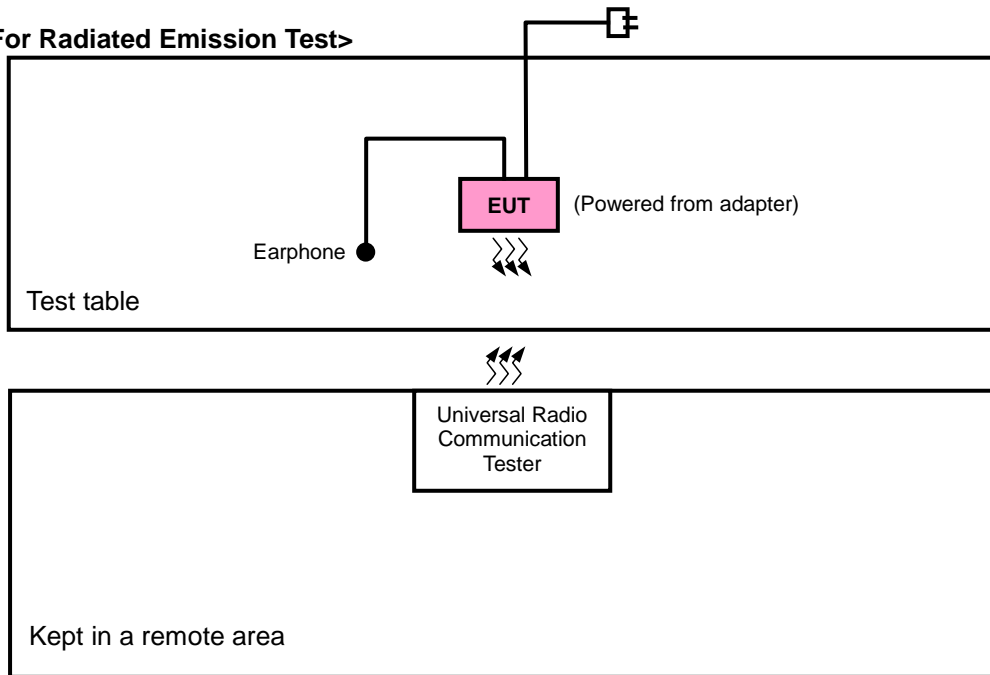 For Radiated Emission Test>
EUT
(Powered from adapter)
Earphone
Test table
Universal Radio
Communication
Tester
Kept in a remote area